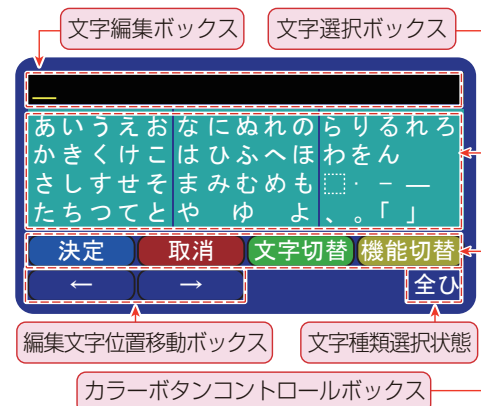 文字編集ボックス 文字選択ボックス
あいうえお なにぬねの らりるれろ
かきくけこ はひふへほ わをん
さしすせそ まみむめも ・ － ―
たちつてと や ゆ よ 、。「 」
決定 取消 文字切替 機能切替
← → 全ひ
編集文字位置移動ボックス 文字種類選択状態
カラーボタンコントロールボックス